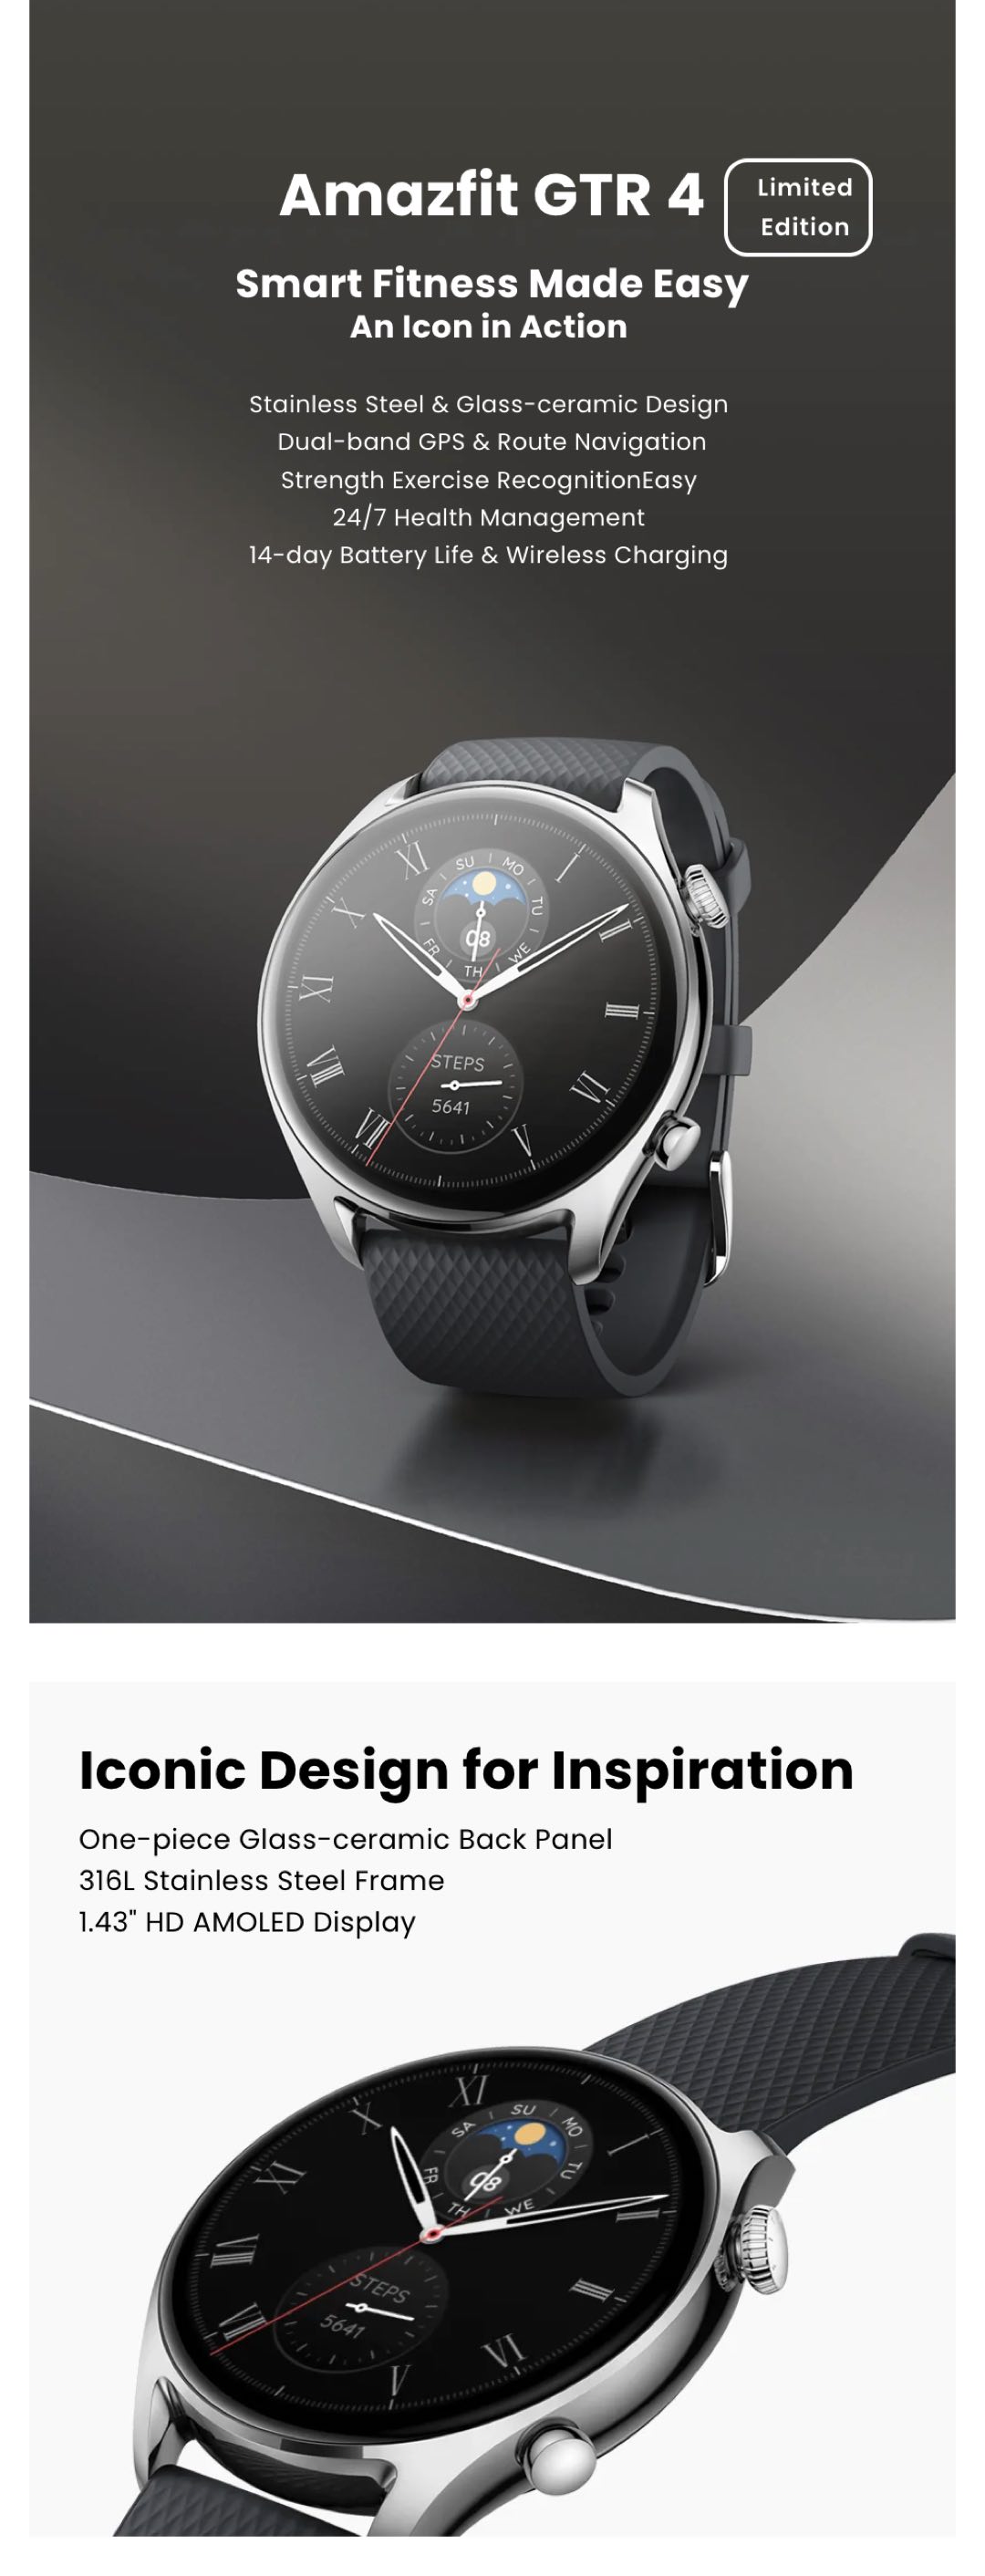 Amazfit GTR 4
Limited
Edition
Smart Fitness Made Easy
An Icon in Action
Stainless Steel & Glass-ceramic Design
Dual-band GPS & Route Navigation
Strength Exercise RecognitionEasy
24/7 Health Management
14-day Battery Life & Wireless Charging
XI
I
X
II
XI
III
VIII
VI
VII
V
SU
MO
TU
WE
TH
FR
SA
08
STEPS
5641
Iconic Design for Inspiration
One-piece Glass-ceramic Back Panel
316L Stainless Steel Frame
1.43" HD AMOLED Display
XI
X
I
XI
II
VIII
III
VII
VI
V
SU
MO
TU
WE
TH
FR
SA
08
STEPS
5641